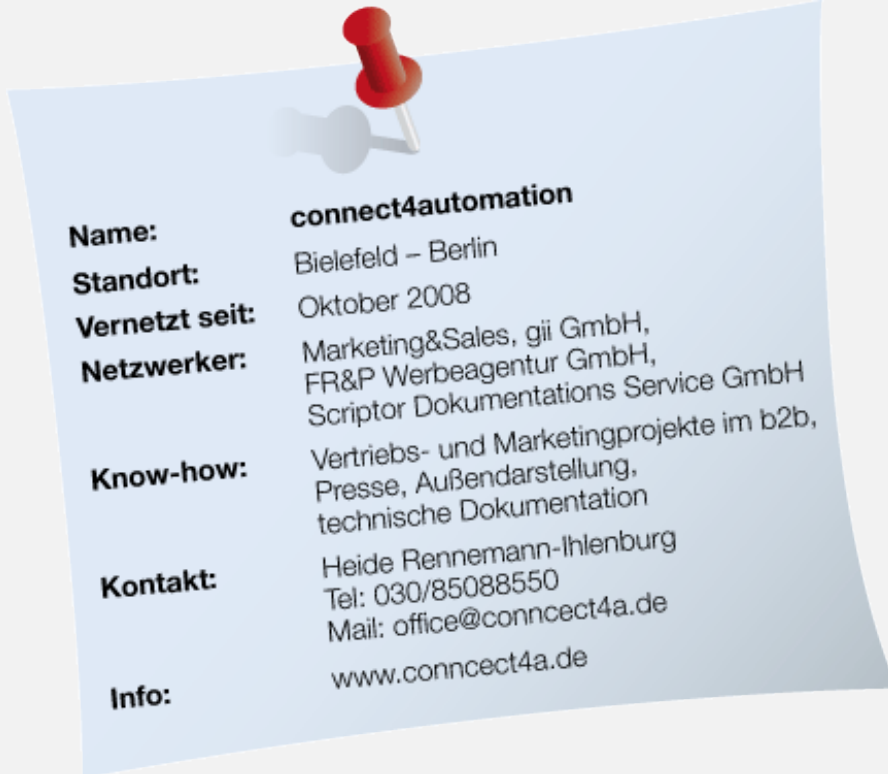 Name: connect4automation
Standort: Bielefeld – Berlin
Vernetzt seit: Oktober 2008
Netzwerker: Marketing&Sales, gii GmbH,
FR&P Werbeagentur GmbH,
Scriptor Dokumentations Service GmbH
Know-how: Vertriebs- und Marketingprojekte im b2b,
Presse, Außendarstellung,
technische Dokumentation
Kontakt: Heide Rennemann-Ihlenburg
Tel: 030/85088550
Mail: office@conncect4a.de
Info: www.conncect4a.de